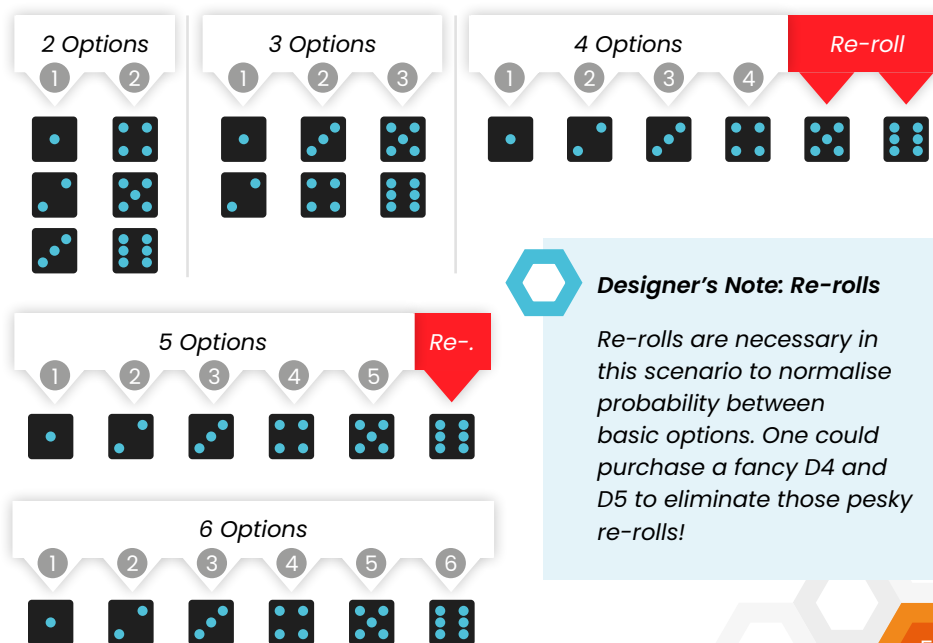 2 Options
1 2
3 Options
1 2 3
4 Options Re-roll
1 2 3 4
Designer's Note: Re-rolls
Re-rolls are necessary in
this scenario to normalise
probability between
basic options. One could
purchase a fancy D4 and
D5 to eliminate those pesky
re-rolls!
5 Options Re-.
1 2 3 4 5
6 Options
1 2 3 4 5 6